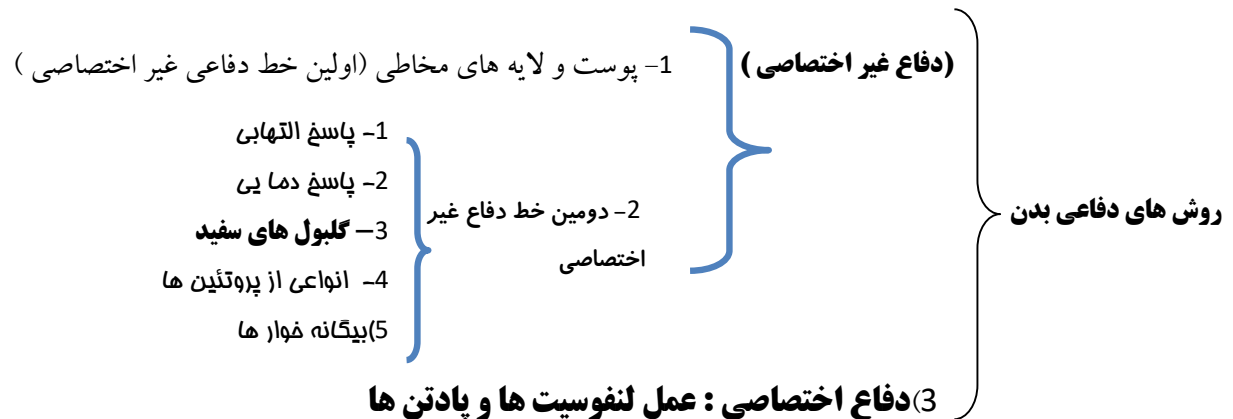 روش های دفاعی بدن
(دفاع غیر اختصاصی )
1- پوست و لایه های مخاطی (اولین خط دفاعی غیر اختصاصی )
2- دومین خط دفاع غیر
اختصاصی
1- پاسخ التهابی
2- پاسخ دما یی
3– گلبول های سفید
4- انواعی از پروتئین ها
5)بیگانه خوار ها
3)دفاع اختصاصی : عمل لنفوسیت ها و پادتن ها